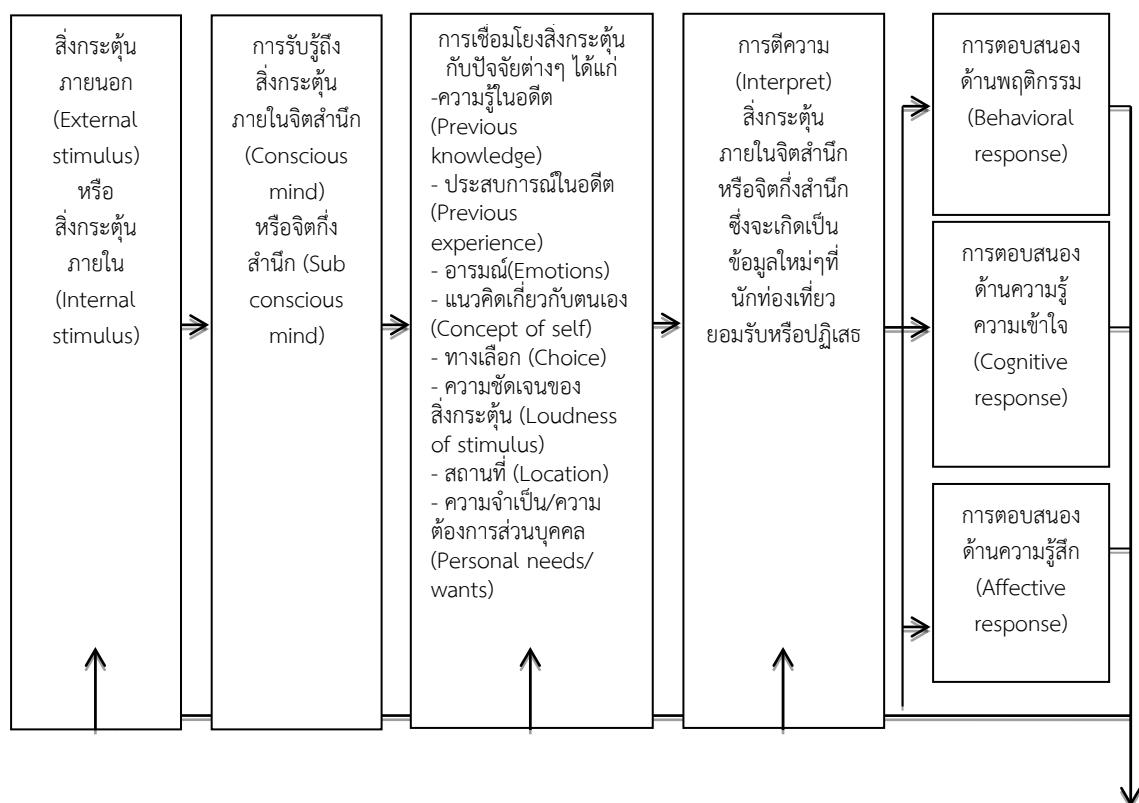 สิ่งกระตุ้น
ภายนอก
(External
stimulus)
หรือ
สิ่งกระตุ้น
ภายใน
(Internal
stimulus)
การรับรู้ถึง
สิ่งกระตุ้น
ภายในจิตสำนึก
(Conscious
mind)
หรือจิตกึ่ง
สำนึก (Sub
conscious
mind)
การเชื่อมโยงสิ่งกระตุ้น
กับปัจจัยต่างๆ ได้แก่
-ความรู้ในอดีต
(Previous
knowledge)
- ประสบการณ์ในอดีต
(Previous
experience)
- อารมณ์(Emotions)
- แนวคิดเกี่ยวกับตนเอง
(Concept of self)
- ทางเลือก (Choice)
- ความชัดเจนของ
สิ่งกระตุ้น (Loudness
of stimulus)
- สถานที่ (Location)
- ความจำเป็น/ความ
ต้องการส่วนบุคคล
(Personal needs/
wants)
การตีความ
(Interpret)
สิ่งกระตุ้น
ภายในจิตสำนึก
หรือจิตกึ่งสำนึก
ซึ่งจะเกิดเป็น
ข้อมูลใหม่ๆที่
นักท่องเที่ยว
ยอมรับหรือปฏิเสธ
การตอบสนอง
ด้านพฤติกรรม
(Behavioral
response)
การตอบสนอง
ด้านความรู้
ความเข้าใจ
(Cognitive
response)
การตอบสนอง
ด้านความรู้สึก
(Affective
response)